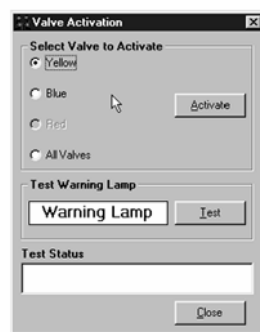 Valve Activation
Select Valve to Activate
Yellow
Blue
Activate
Red
All Valves
Test Warning Lamp
Warning Lamp
Test
Test Status
Close